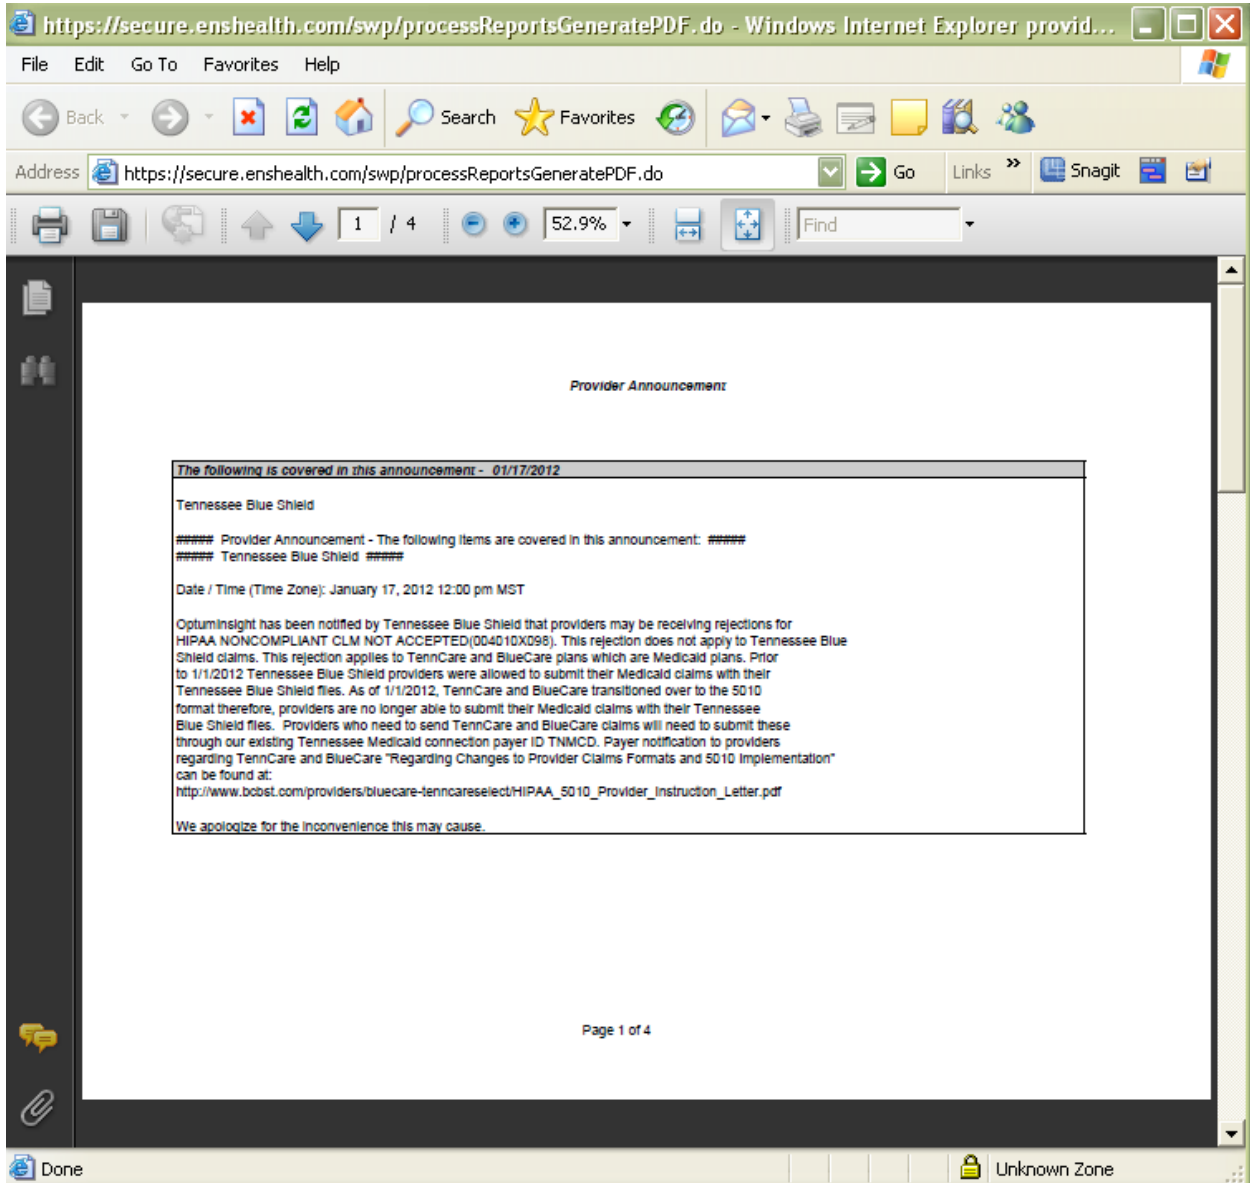 https://secure.enshealth.com/swp/processReportsGeneratePDF.do - Windows Internet Explorer provid...
File Edit Go To Favorites Help
Back Search Favorites
Address https://secure.enshealth.com/swp/processReportsGeneratePDF.do Go Links » Snagit
1 / 4 52.9% Find
Provider Announcement
The following is covered in this announcement - 01/17/2012
Tennessee Blue Shield
##### Provider Announcement - The following items are covered in this announcement: #####
##### Tennessee Blue Shield #####
Date / Time (Time Zone): January 17, 2012 12:00 pm MST
OptumInsight has been notified by Tennessee Blue Shield that providers may be receiving rejections for
HIPAA NONCOMPLIANT CLM NOT ACCEPTED(004010X098). This rejection does not apply to Tennessee Blue
Shield claims. This rejection applies to TennCare and BlueCare plans which are Medicaid plans. Prior
to 1/1/2012 Tennessee Blue Shield providers were allowed to submit their Medicaid claims with their
Tennessee Blue Shield files. As of 1/1/2012, TennCare and BlueCare transitioned over to the 5010
format therefore, providers are no longer able to submit their Medicaid claims with their Tennessee
Blue Shield files. Providers who need to send TennCare and BlueCare claims will need to submit these
through our existing Tennessee Medicaid connection payer ID TNMCD. Payer notification to providers
regarding TennCare and BlueCare "Regarding Changes to Provider Claims Formats and 5010 Implementation"
can be found at:
http://www.bcbst.com/providers/bluecare-tenncareselect/HIPAA_5010_Provider_Instruction_Letter.pdf
We apologize for the inconvenience this may cause.
Page 1 of 4
Done Unknown Zone